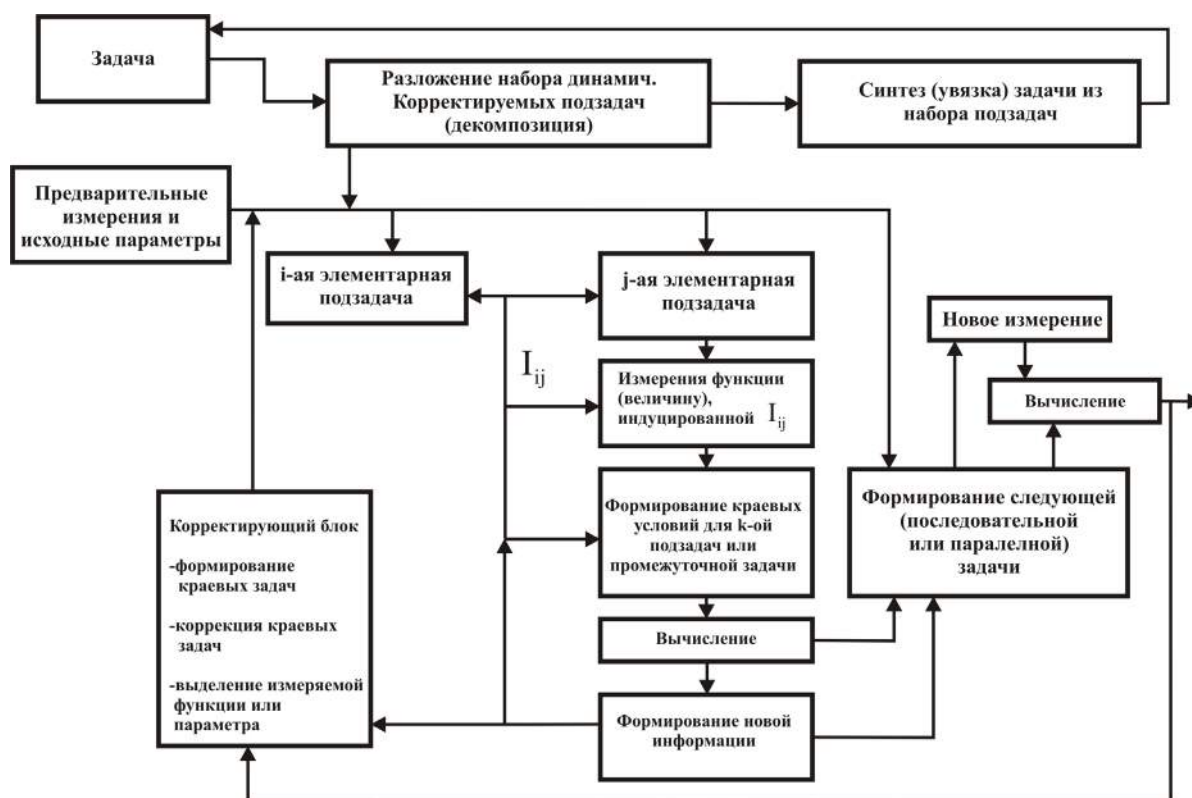 Задача
Разложение набора динамич.
Корректируемых подзадач
(декомпозиция)
Синтез (увязка) задачи из
набора подзадач
Предварительные
измерения и
исходные параметры
i-ая элементарная
подзадача
j-ая элементарная
подзадача
Новое измерение
I_ij
Измерения функции
(величину),
индуцированной I_ij
Вычисление
Корректирующий блок
-формирование
краевых задач
-коррекция краевых
задач
-выделение измеряемой
функции или
параметра
Формирование краевых
условий для k-ой
подзадач или
промежуточной задачи
Формирование следующей
(последовательной
или паралелной)
задачи
Вычисление
Формирование новой
информации